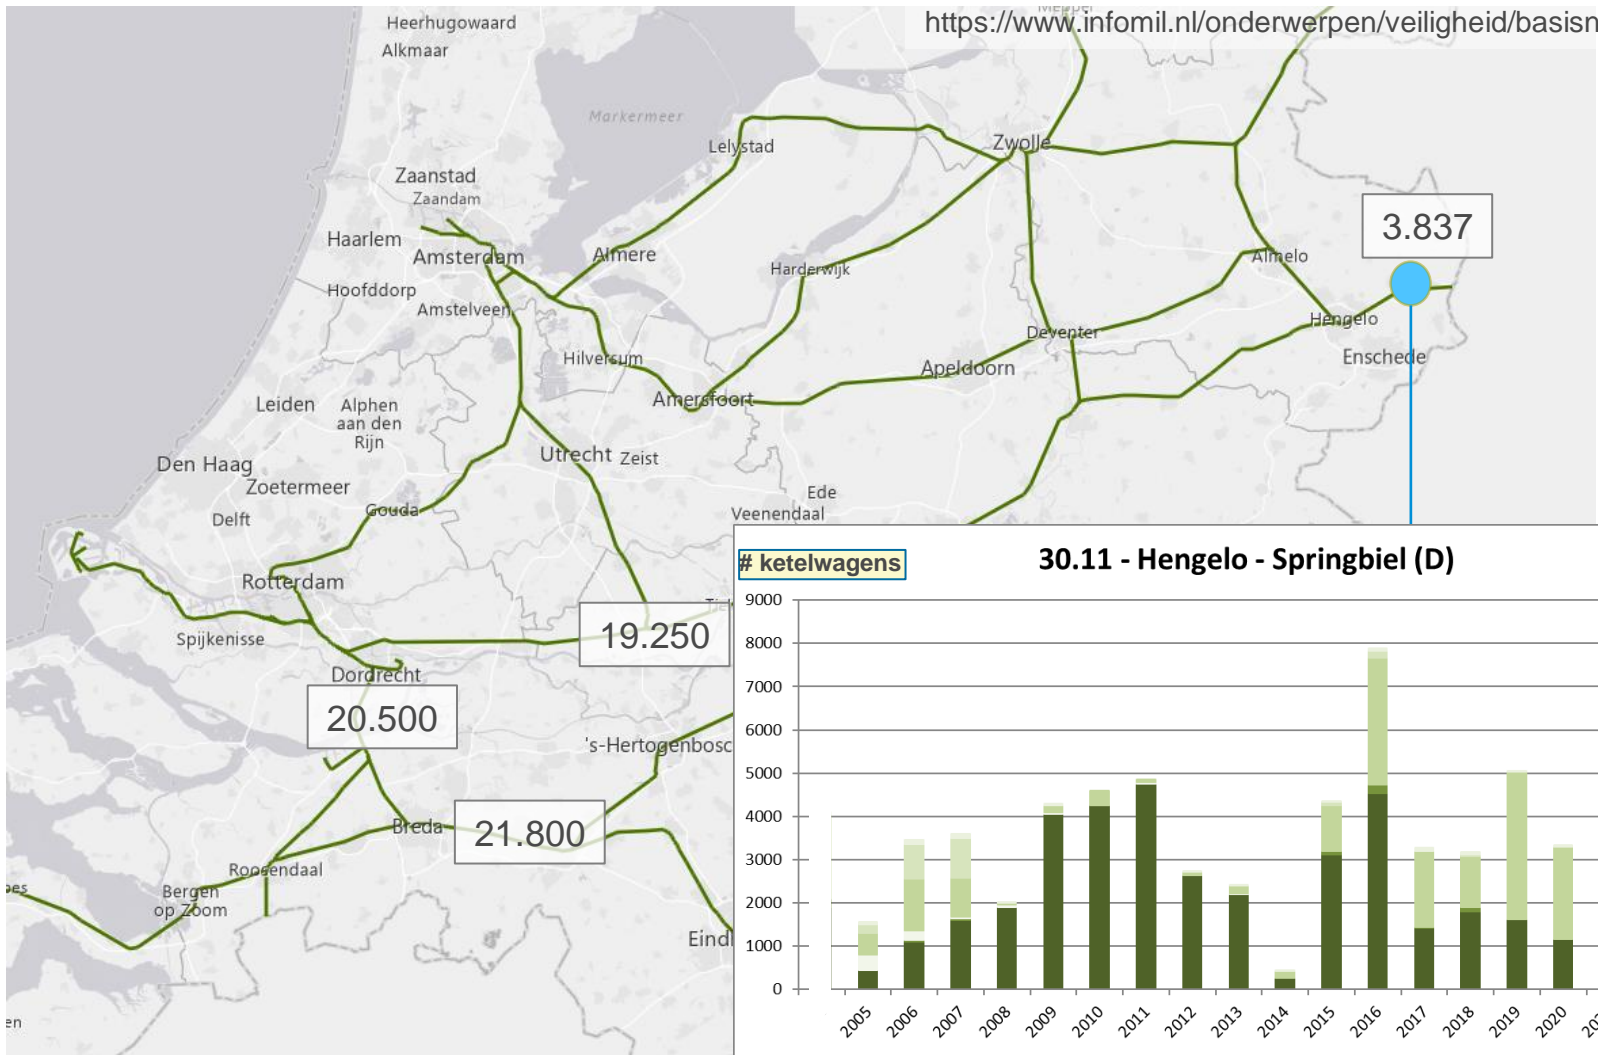 Heerhugowaard
Alkmaar
https://www.infomil.nl/onderwerpen/veiligheid/basisn
Markermeer
Lelystad
Zwolle
Zaanstad
Zaandam
Haarlem
Amsterdam
Almere
Harderwijk
Almelo
3.837
Hoofddorp
Amstelveen
Hilversum
Deventer
Hengelo
Enschede
Apeldoorn
Amersfoort
Leiden
Alphen
aan den
Rijn
Utrecht
Zeist
Den Haag
Zoetermeer
Gouda
Delft
Ede
Veenendaal
Rotterdam
Spijkenisse
19.250
Dordrecht
20.500
's-Hertogenbosc
Breda
21.800
Roosendaal
Bergen
op Zoom
oes
Eindl
en
# ketelwagens
30.11 - Hengelo - Springbiel (D)
9000
8000
7000
6000
5000
4000
3000
2000
1000
0
2005 2006 2007 2008 2009 2010 2011 2012 2013 2014 2015 2016 2017 2018 2019 2020